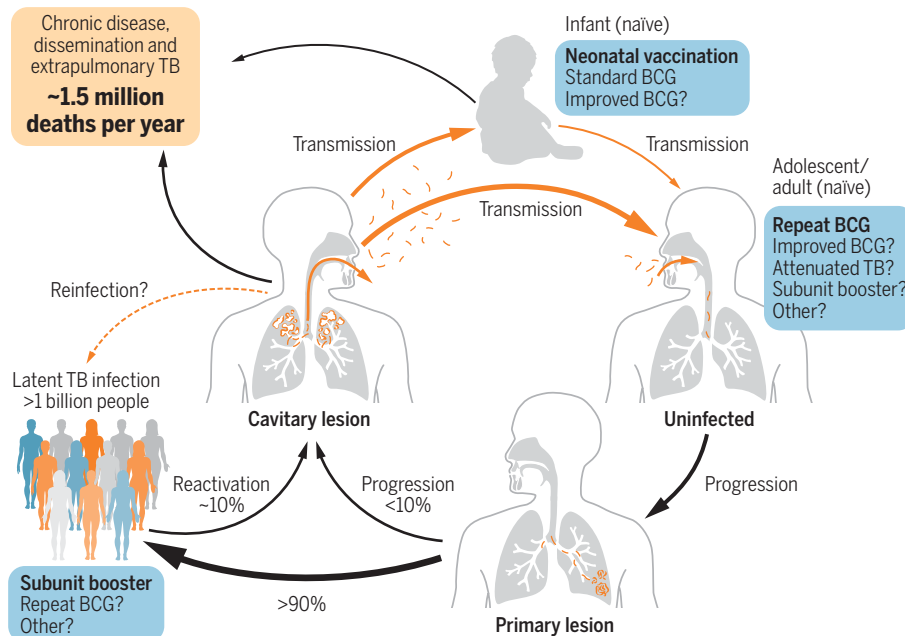 Chronic disease,
dissemination and
extrapulmonary TB
~1.5 million
deaths per year
Infant (naïve)
Neonatal vaccination
Standard BCG
Improved BCG?
Transmission
Transmission
Transmission
Adolescent/
adult (naïve)
Repeat BCG
Improved BCG?
Attenuated TB?
Subunit booster?
Other?
Reinfection?
Latent TB infection
>1 billion people
Cavitary lesion
Uninfected
Reactivation
~10%
Progression
<10%
Progression
Subunit booster
Repeat BCG?
Other?
>90%
Primary lesion